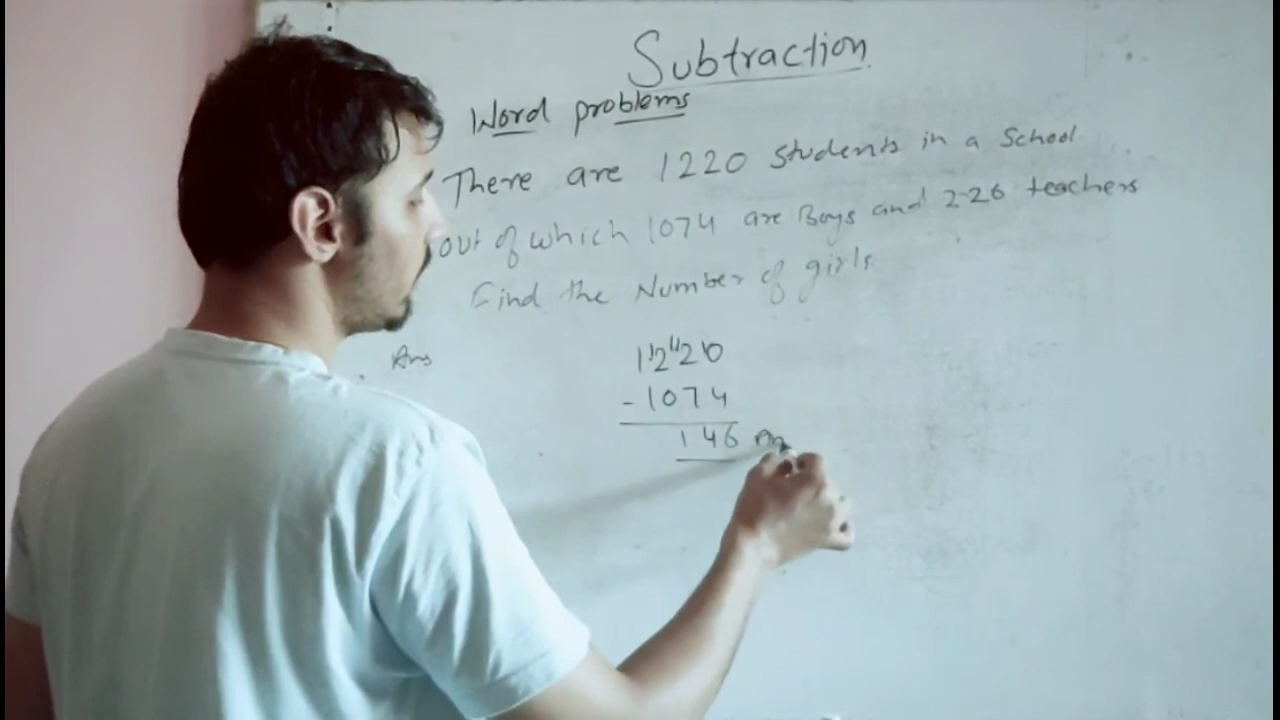 Subtraction
Word problems
There are 1220 students in a School
out of which 1074 are Boys and 226 teachers
Find the Number of girls.
Ans
1220
- 1074
146 An